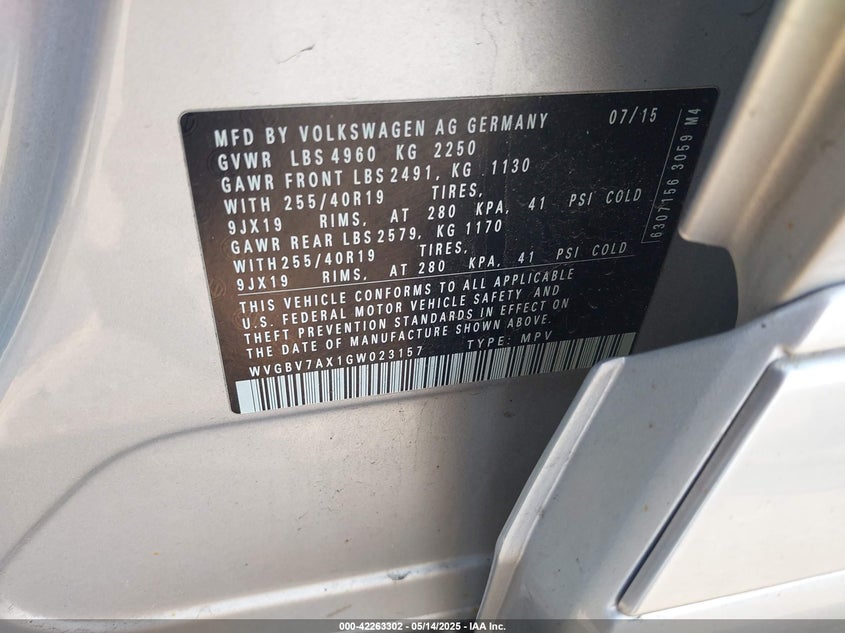 MFD BY VOLKSWAGEN AG GERMANY 07/15
GVWR LBS 4960 KG 2250
GAWR FRONT LBS 2491, KG 1130
WITH 255/40R19 TIRES,
9JX19 RIMS, AT 280 KPA, 41 PSI COLD
GAWR REAR LBS 2579, KG 1170
WITH 255/40R19 TIRES,
9JX19 RIMS, AT 280 KPA, 41 PSI COLD
THIS VEHICLE CONFORMS TO ALL APPLICABLE
U.S. FEDERAL MOTOR VEHICLE SAFETY AND
THEFT PREVENTION STANDARDS IN EFFECT ON
THE DATE OF MANUFACTURE SHOWN ABOVE.
WVGBV7AX1GW023157 TYPE: MPV
6307156 3059 M4
000-42263302 — 05/14/2025 — IAA Inc.